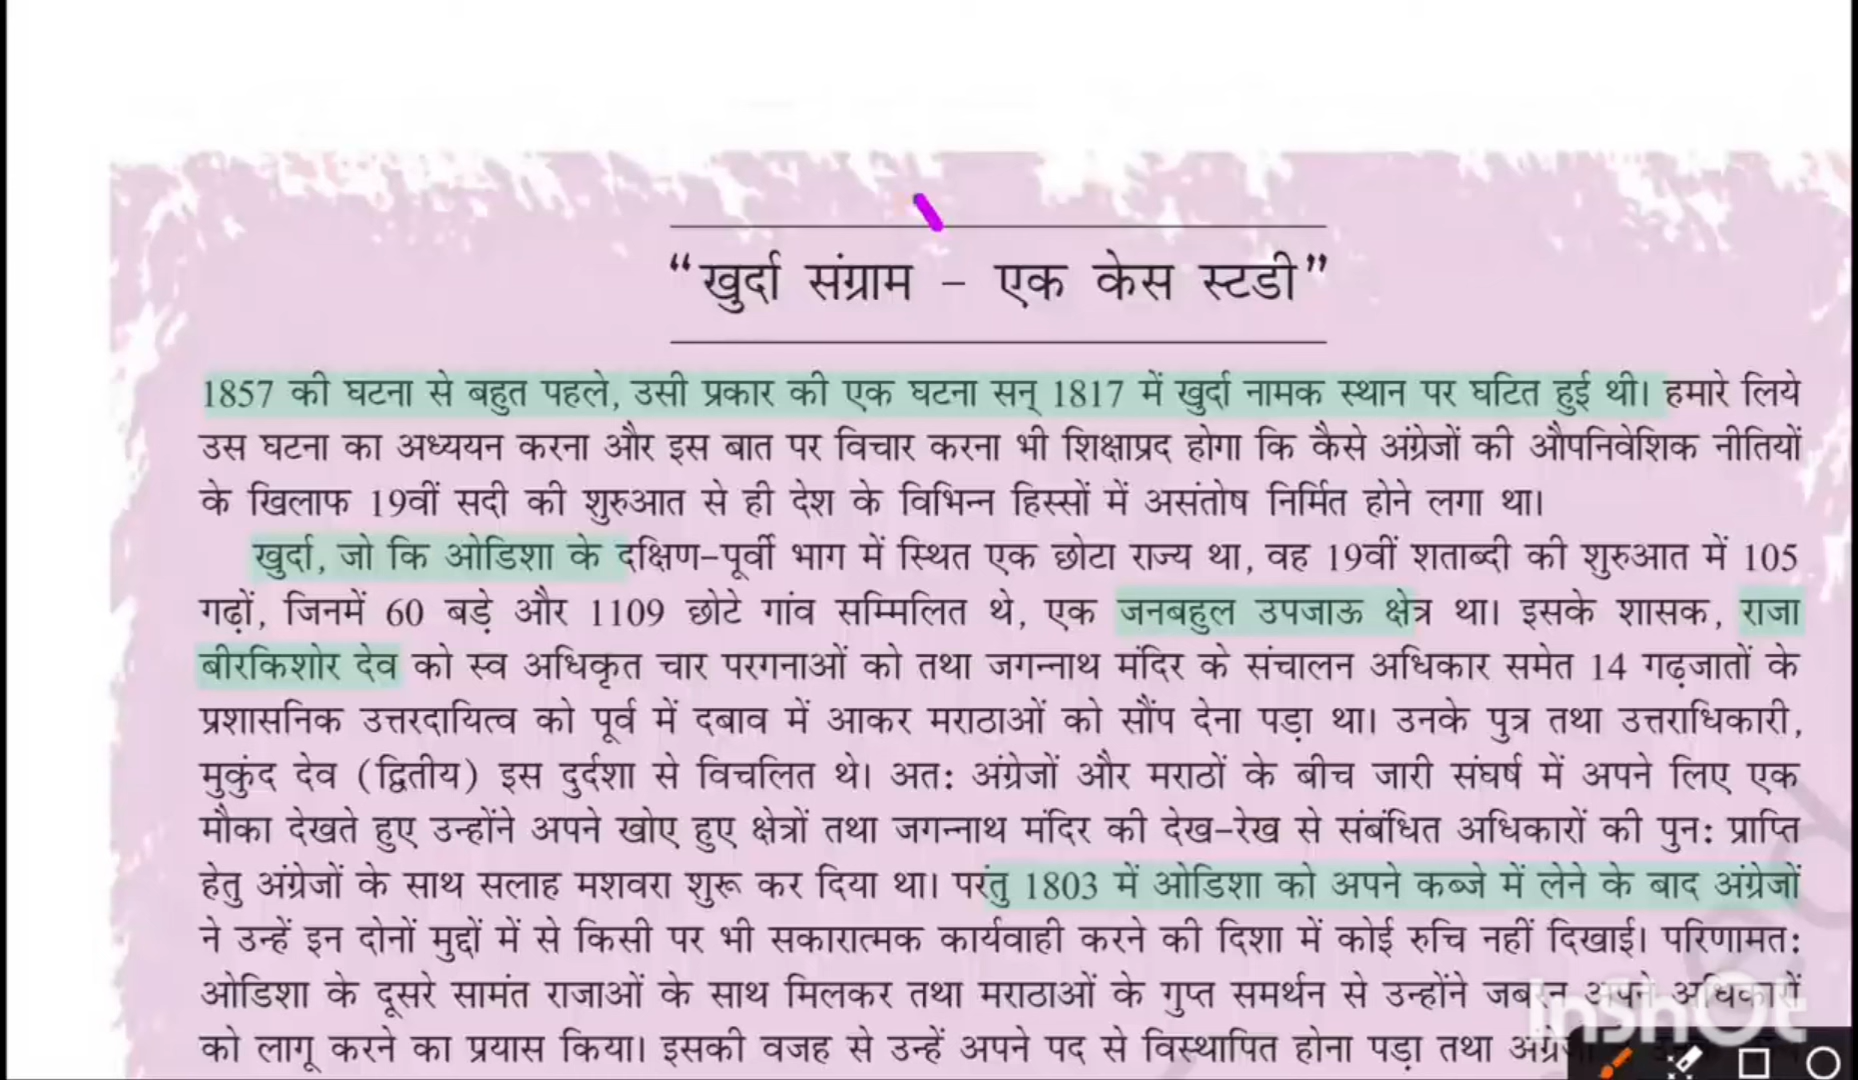 “खुर्दा संग्राम - एक केस स्टडी”
1857 की घटना से बहुत पहले, उसी प्रकार की एक घटना सन् 1817 में खुर्दा नामक स्थान पर घटित हुई थी। हमारे लिये
उस घटना का अध्ययन करना और इस बात पर विचार करना भी शिक्षाप्रद होगा कि कैसे अंग्रेजों की औपनिवेशिक नीतियों
के खिलाफ 19वीं सदी की शुरुआत से ही देश के विभिन्न हिस्सों में असंतोष निर्मित होने लगा था।
खुर्दा, जो कि ओडिशा के दक्षिण-पूर्वी भाग में स्थित एक छोटा राज्य था, वह 19वीं शताब्दी की शुरुआत में 105
गढ़ों, जिनमें 60 बड़े और 1109 छोटे गांव सम्मिलित थे, एक जनबहुल उपजाऊ क्षेत्र था। इसके शासक, राजा
बीरकिशोर देव को स्व अधिकृत चार परगनाओं को तथा जगन्नाथ मंदिर के संचालन अधिकार समेत 14 गढ़जातों के
प्रशासनिक उत्तरदायित्व को पूर्व में दबाव में आकर मराठाओं को सौंप देना पड़ा था। उनके पुत्र तथा उत्तराधिकारी,
मुकुंद देव (द्वितीय) इस दुर्दशा से विचलित थे। अतः अंग्रेजों और मराठों के बीच जारी संघर्ष में अपने लिए एक
मौका देखते हुए उन्होंने अपने खोए हुए क्षेत्रों तथा जगन्नाथ मंदिर की देख-रेख से संबंधित अधिकारों की पुनः प्राप्ति
हेतु अंग्रेजों के साथ सलाह मशवरा शुरू कर दिया था। परंतु 1803 में ओडिशा को अपने कब्जे में लेने के बाद अंग्रेजों
ने उन्हें इन दोनों मुद्दों में से किसी पर भी सकारात्मक कार्यवाही करने की दिशा में कोई रुचि नहीं दिखाई। परिणामतः
ओडिशा के दूसरे सामंत राजाओं के साथ मिलकर तथा मराठाओं के गुप्त समर्थन से उन्होंने जबरन अपने अधिकारों
को लागू करने का प्रयास किया। इसकी वजह से उन्हें अपने पद से विस्थापित होना पड़ा तथा
InShOt